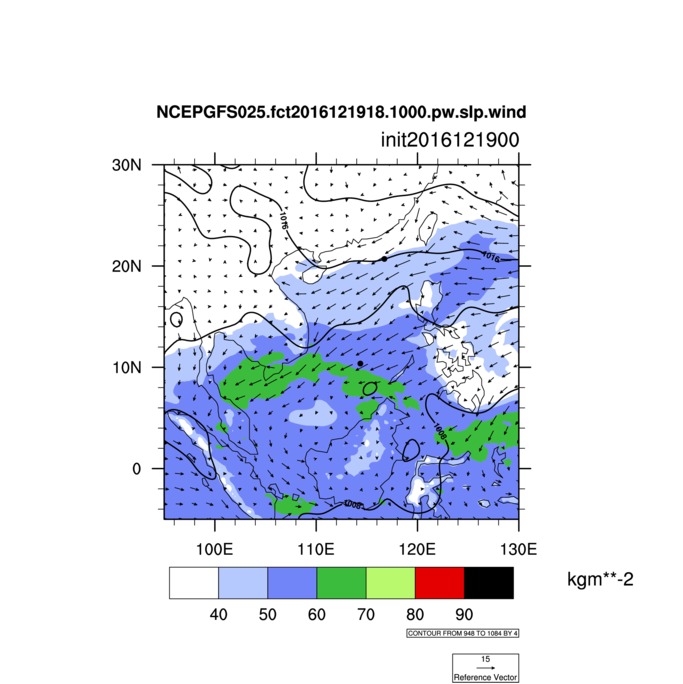 NCEPGFS025.fct2016121918.1000.pw.slp.wind
init2016121900
30N
1016
20N
1016
10N
1008
0
1008
100E 110E 120E 130E
kgm**-2
40 50 60 70 80 90
CONTOUR FROM 948 TO 1084 BY 4
15
Reference Vector